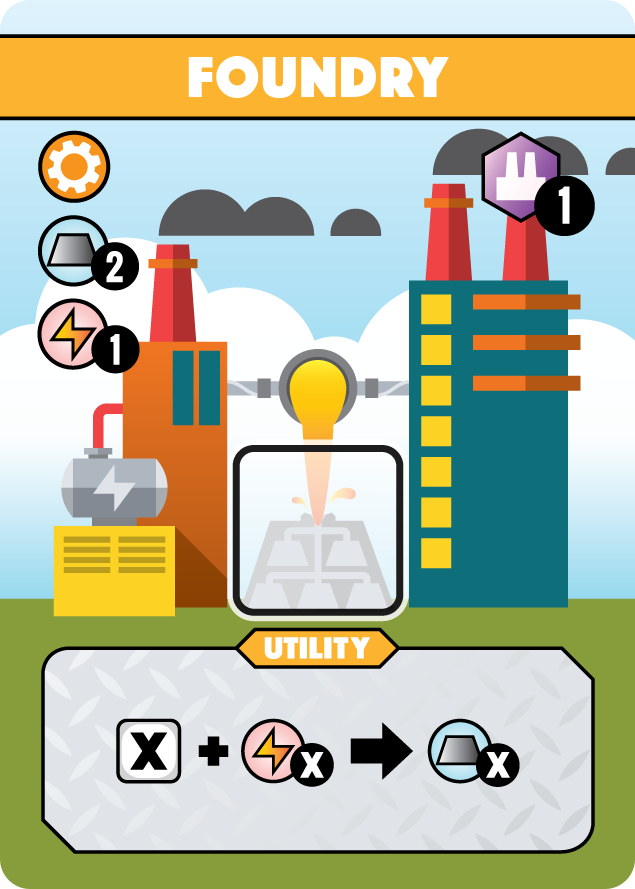 FOUNDRY
1
2
1
UTILITY
X + X → X